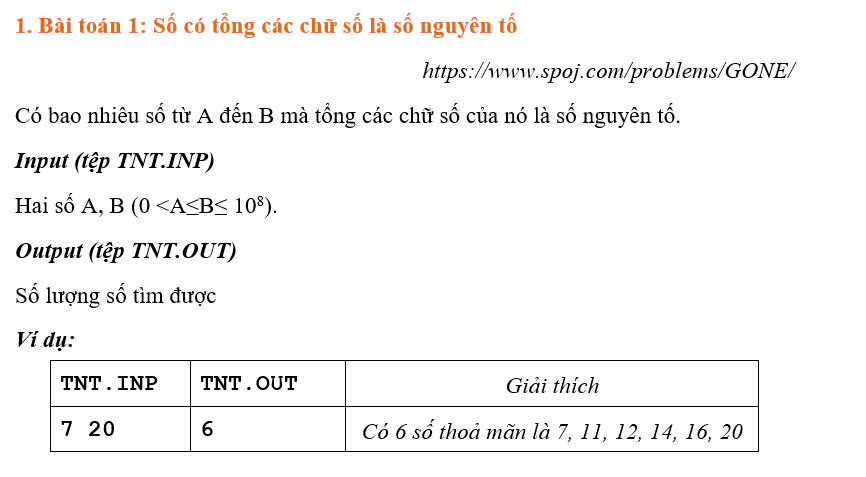 1. Bài toán 1: Số có tổng các chữ số là số nguyên tố
https://www.spoj.com/problems/GONE/
Có bao nhiêu số từ A đến B mà tổng các chữ số của nó là số nguyên tố.
Input (tệp TNT.INP)
Hai số A, B (0 <A≤B≤ 10⁸).
Output (tệp TNT.OUT)
Số lượng số tìm được
Ví dụ:
TNT.INP TNT.OUT Giải thích
7 20 6 Có 6 số thoả mãn là 7, 11, 12, 14, 16, 20